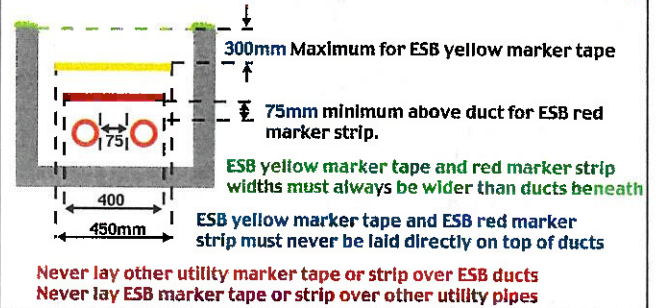 300mm Maximum for ESB yellow marker tape
75mm minimum above duct for ESB red
marker strip.
75
ESB yellow marker tape and red marker strip
widths must always be wider than ducts beneath
400
450mm
ESB yellow marker tape and ESB red marker
strip must never be laid directly on top of ducts
Never lay other utility marker tape or strip over ESB ducts
Never lay ESB marker tape or strip over other utility pipes